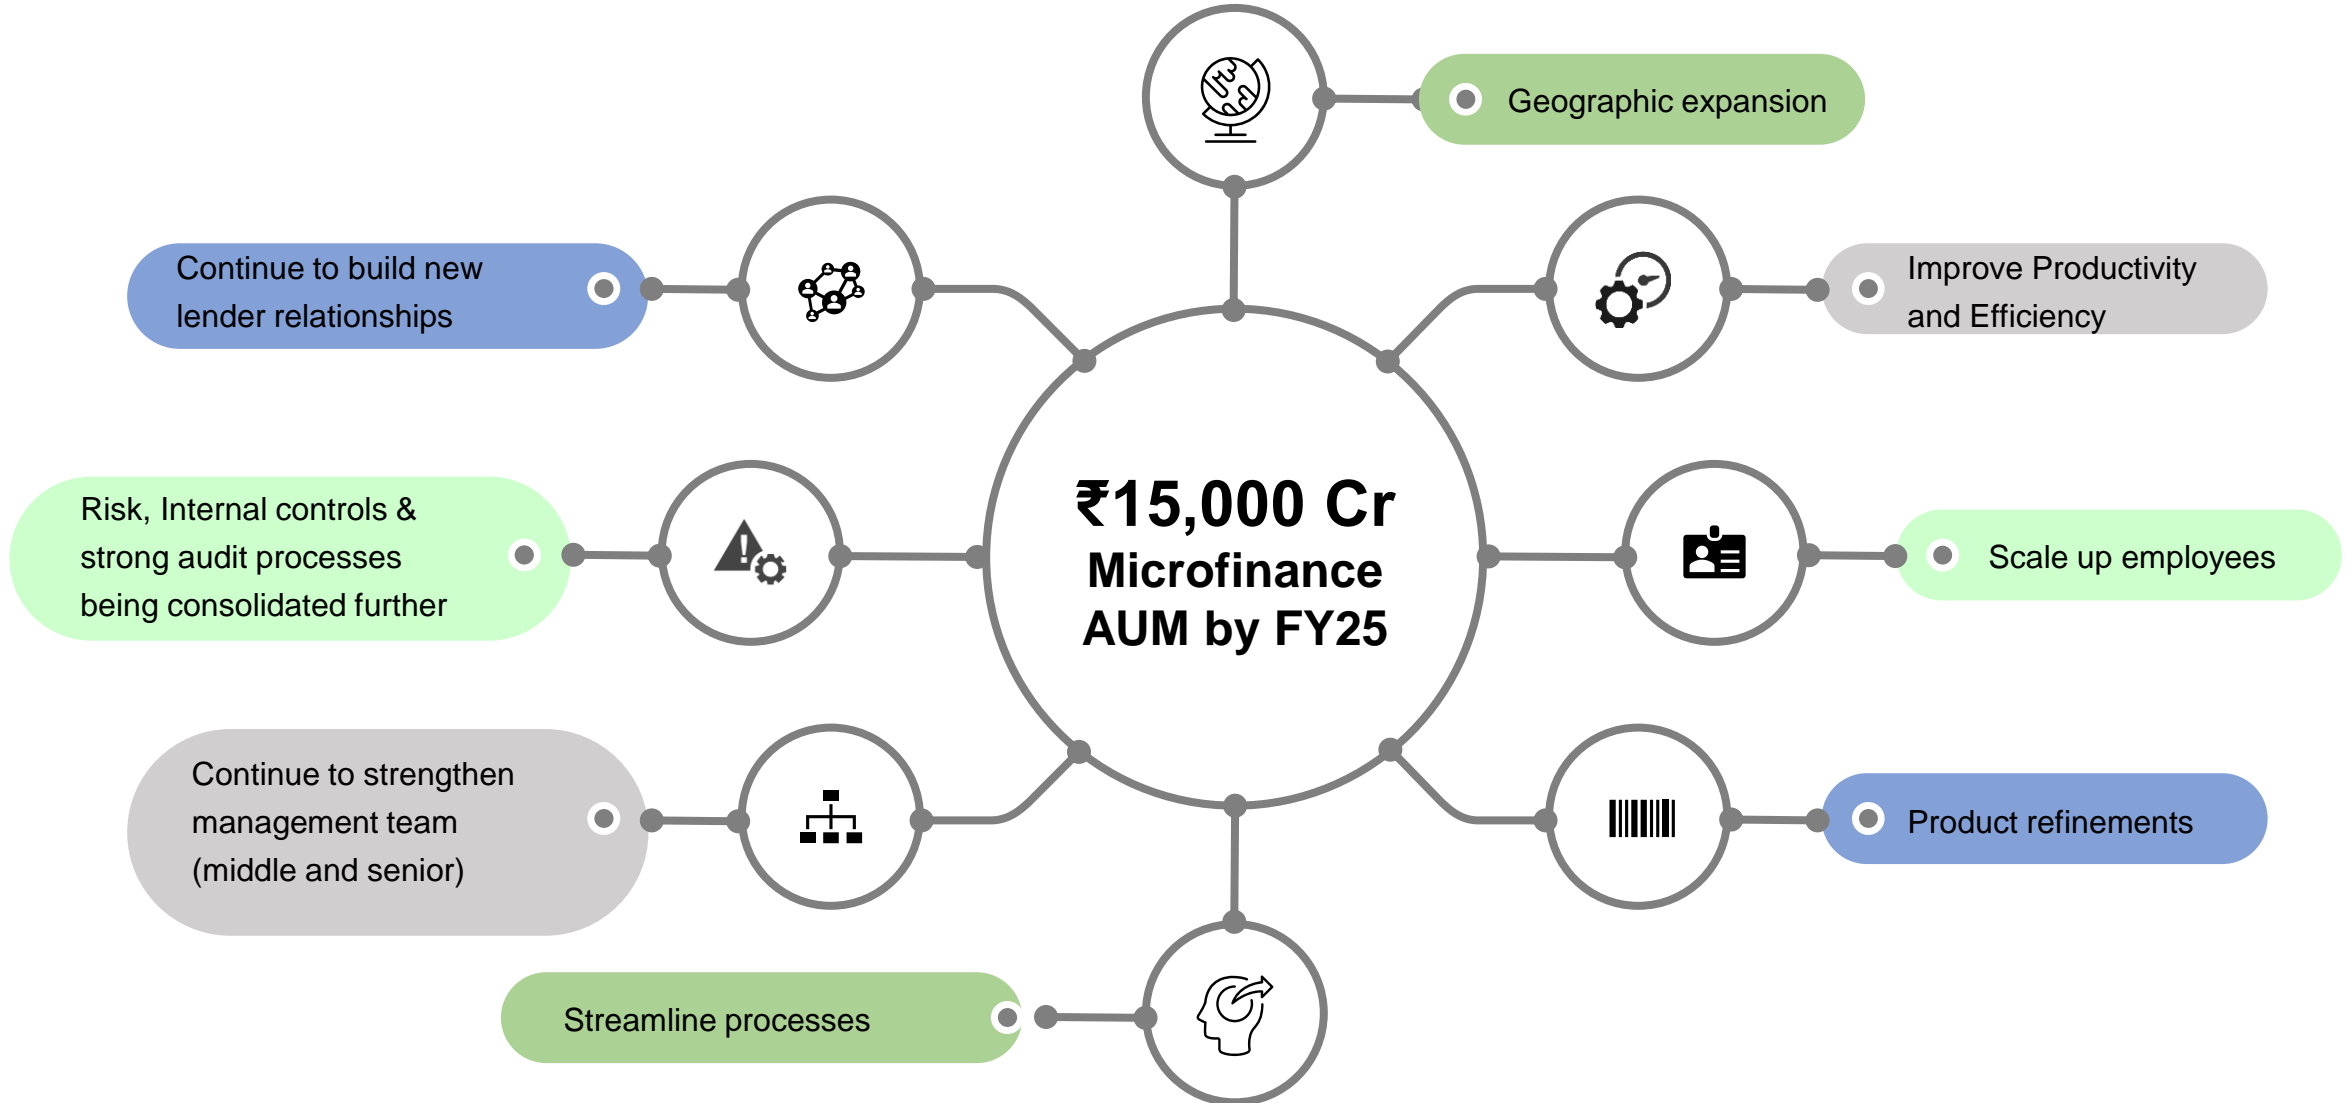 Geographic expansion
Continue to build new
lender relationships
Improve Productivity
and Efficiency
₹15,000 Cr
Microfinance
AUM by FY25
Risk, Internal controls &
strong audit processes
being consolidated further
Scale up employees
Continue to strengthen
management team
(middle and senior)
Product refinements
Streamline processes